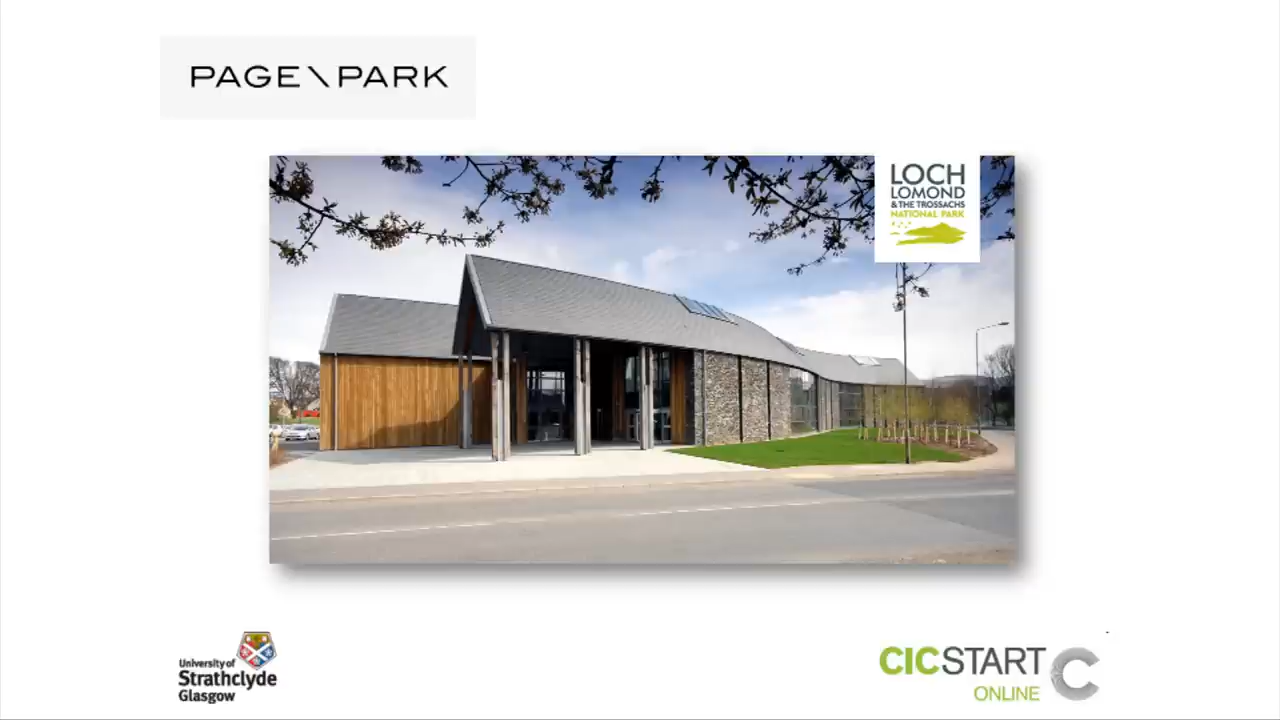 PAGE\PARK
LOCH
LOMOND
& THE TROSSACHS
NATIONAL PARK
University of
Strathclyde
Glasgow
CICSTART
ONLINE